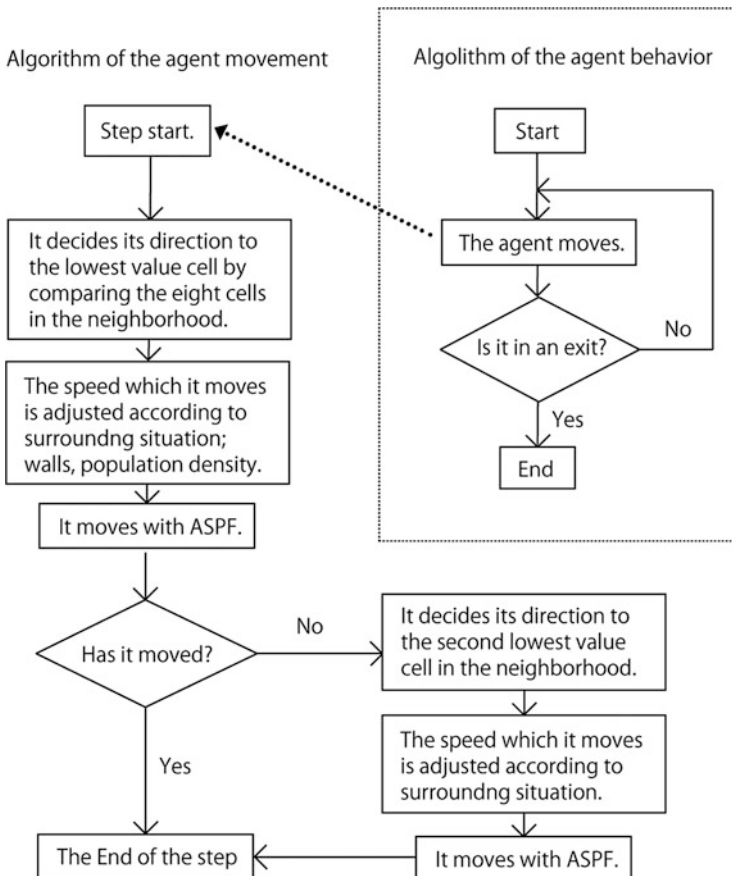 Algorithm of the agent movement
Step start.
It decides its direction to
the lowest value cell by
comparing the eight cells
in the neighborhood.
The speed which it moves
is adjusted according to
surroundng situation;
walls, population density.
It moves with ASPF.
Has it moved?
No
Yes
It decides its direction to
the second lowest value
cell in the neighborhood.
The speed which it moves
is adjusted according to
surroundng situation.
It moves with ASPF.
The End of the step
Algolithm of the agent behavior
Start
The agent moves.
Is it in an exit?
No
Yes
End